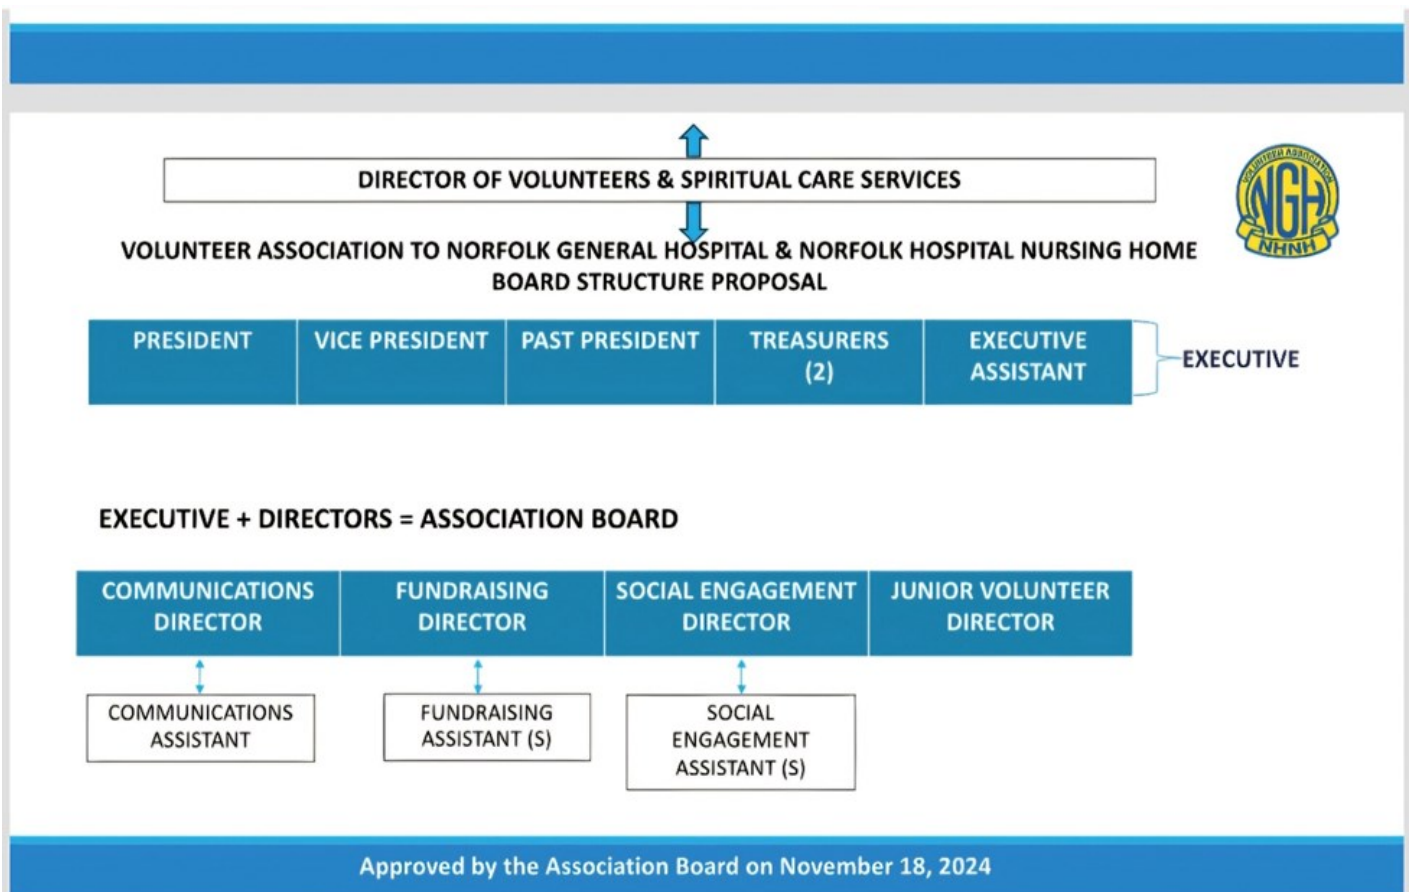 DIRECTOR OF VOLUNTEERS & SPIRITUAL CARE SERVICES
VOLUNTEER ASSOCIATION
NGH
NHNH
VOLUNTEER ASSOCIATION TO NORFOLK GENERAL HOSPITAL & NORFOLK HOSPITAL NURSING HOME
BOARD STRUCTURE PROPOSAL
PRESIDENT
VICE PRESIDENT
PAST PRESIDENT
TREASURERS
(2)
EXECUTIVE
ASSISTANT
EXECUTIVE
EXECUTIVE + DIRECTORS = ASSOCIATION BOARD
COMMUNICATIONS
DIRECTOR
FUNDRAISING
DIRECTOR
SOCIAL ENGAGEMENT
DIRECTOR
JUNIOR VOLUNTEER
DIRECTOR
COMMUNICATIONS
ASSISTANT
FUNDRAISING
ASSISTANT (S)
SOCIAL
ENGAGEMENT
ASSISTANT (S)
Approved by the Association Board on November 18, 2024